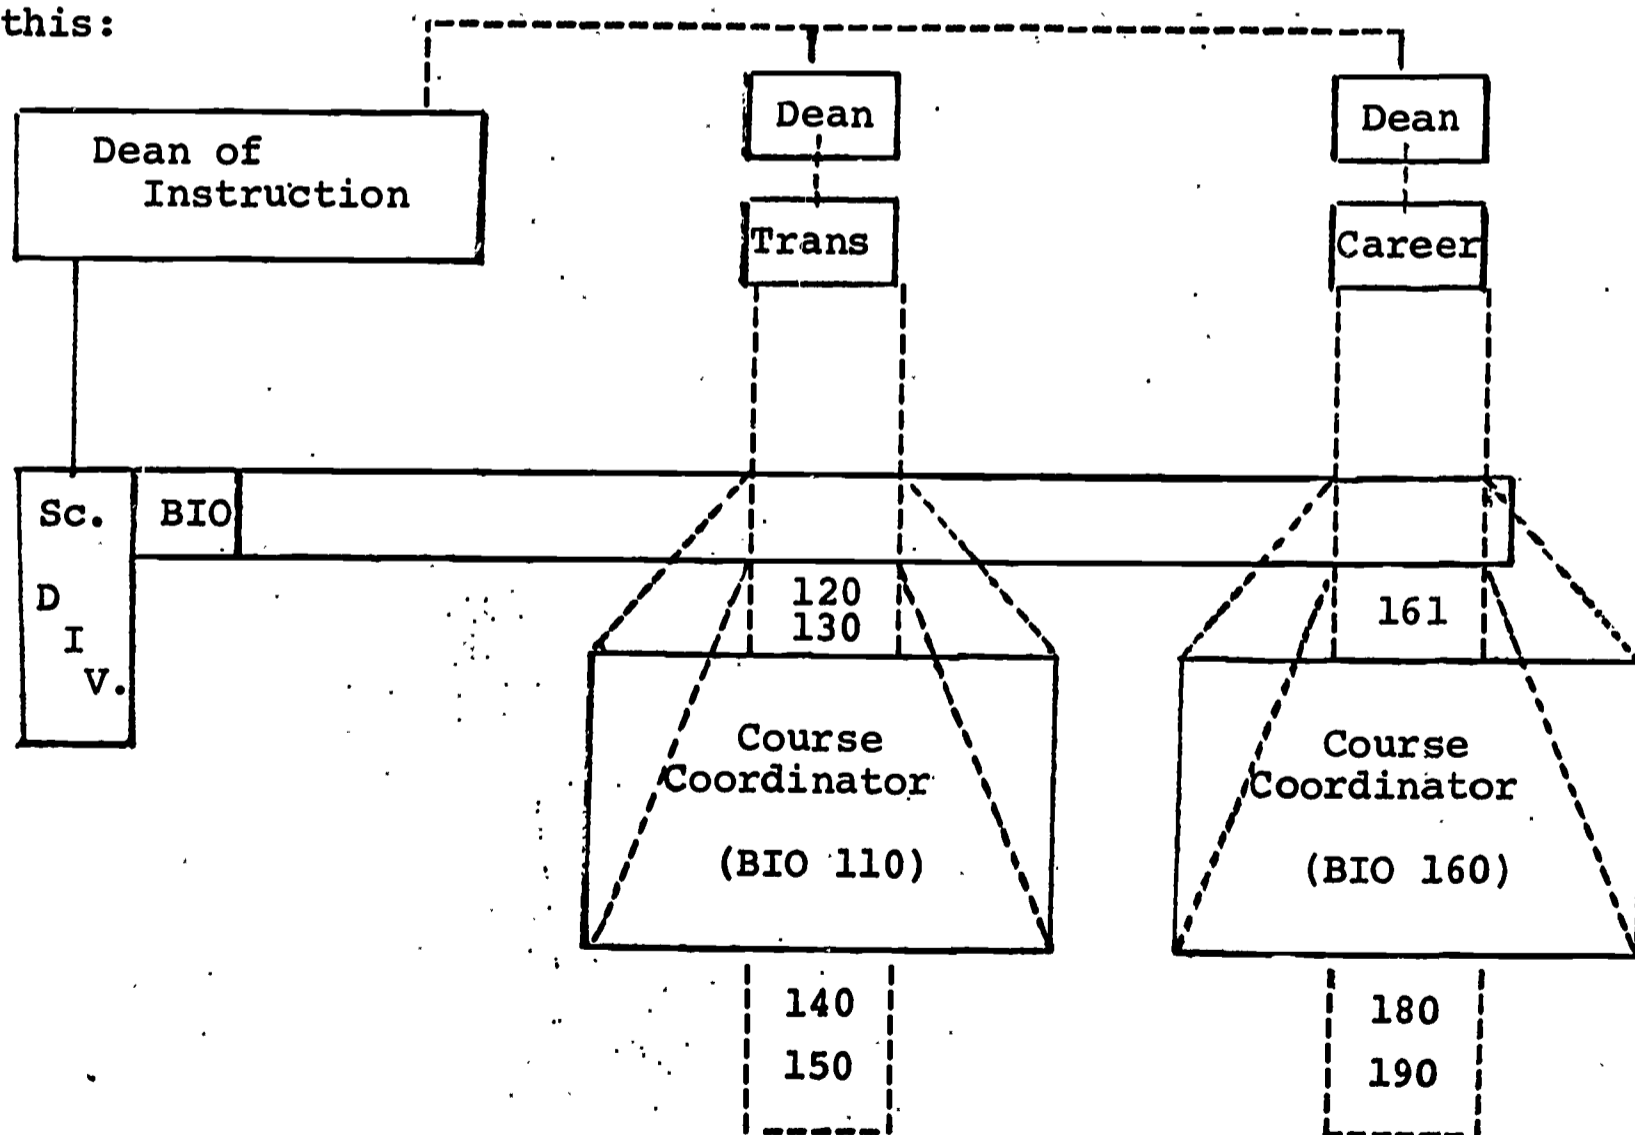 this:
Dean of
Instruction
Dean
Trans
Dean
Career
Sc.
D
I
V.
BIO
120
130
Course
Coordinator
(BIO 110)
140
150
161
Course
Coordinator
(BIO 160)
180
190